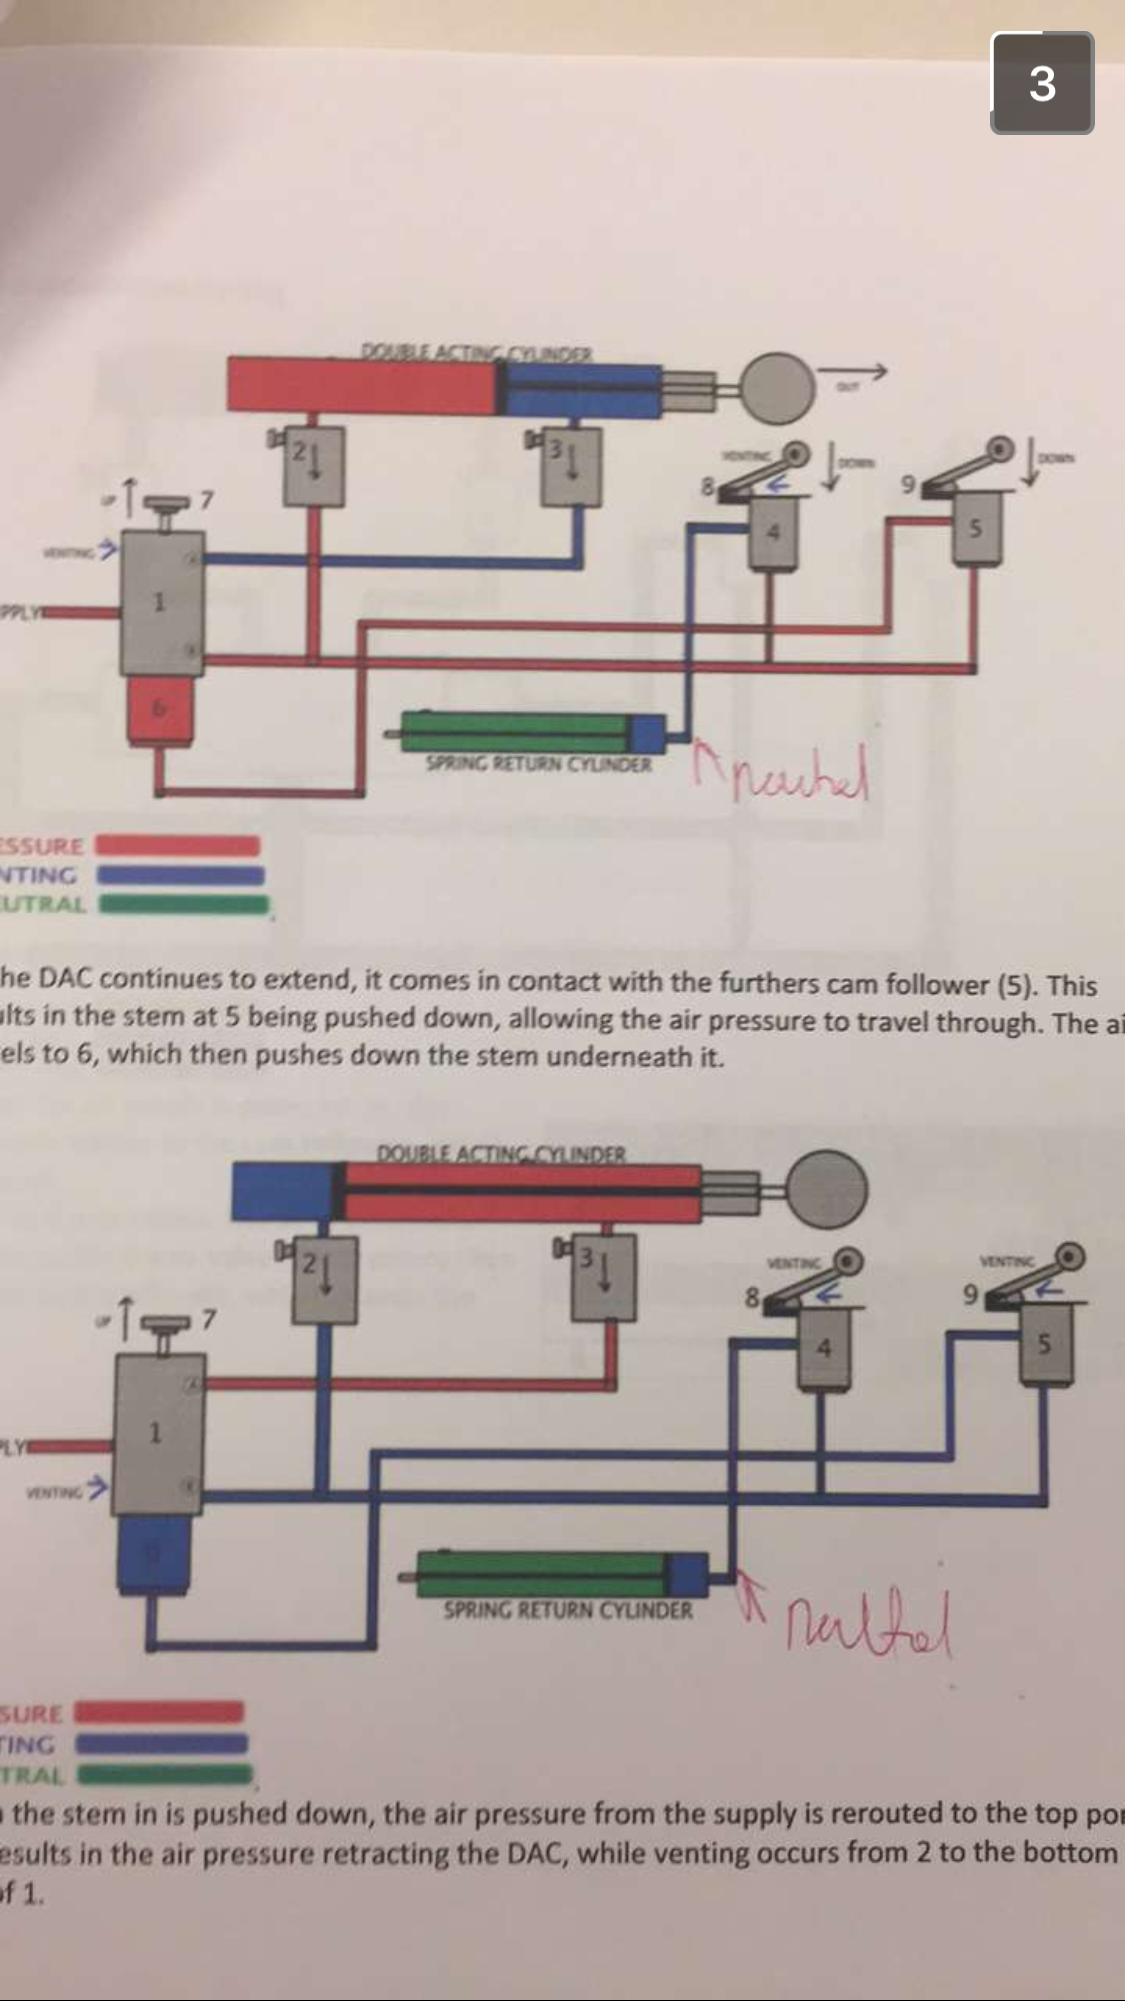 3
DOUBLE ACTING CYLINDER
OUT
2
3
VENTING
DOWN
DOWN
8
9
UP
7
4
5
VENTING
A
PPLY
1
6
SPRING RETURN CYLINDER
ESSURE
NTING
EUTRAL
he DAC continues to extend, it comes in contact with the furthers cam follower (5). This
ults in the stem at 5 being pushed down, allowing the air pressure to travel through. The ai
els to 6, which then pushes down the stem underneath it.
DOUBLE ACTING CYLINDER
2
3
VENTING
VENTING
8
9
UP
7
4
5
A
PLY
1
VENTING
SPRING RETURN CYLINDER
SURE
TING
TRAL
the stem in is pushed down, the air pressure from the supply is rerouted to the top por
esults in the air pressure retracting the DAC, while venting occurs from 2 to the bottom
of 1.